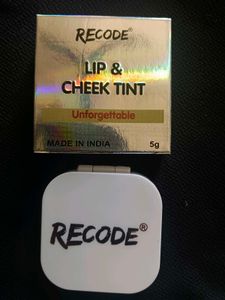 RECODE®
LIP &
CHEEK TINT
Unforgettable
MADE IN INDIA 5g
RECODE®